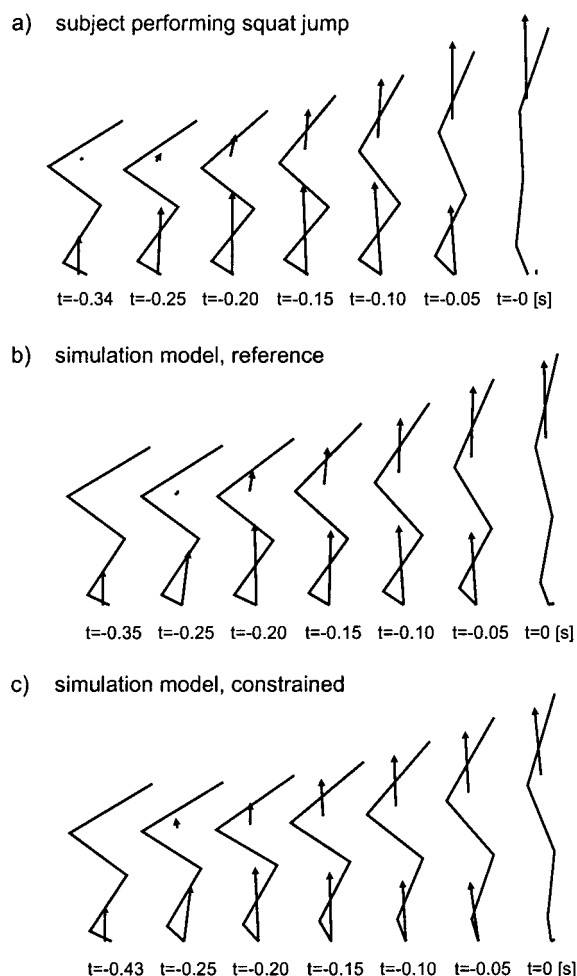 a) subject performing squat jump
t=-0.34 t=-0.25 t=-0.20 t=-0.15 t=-0.10 t=-0.05 t=-0 [s]
b) simulation model, reference
t=-0.35 t=-0.25 t=-0.20 t=-0.15 t=-0.10 t=-0.05 t=0 [s]
c) simulation model, constrained
t=-0.43 t=-0.25 t=-0.20 t=-0.15 t=-0.10 t=-0.05 t=0 [s]